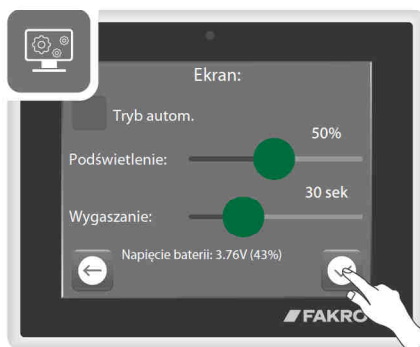 Ekran:
Tryb autom.
50%
Podświetlenie:
30 sek
Wygaszanie:
Napięcie baterii: 3.76V (43%)
FAKRO